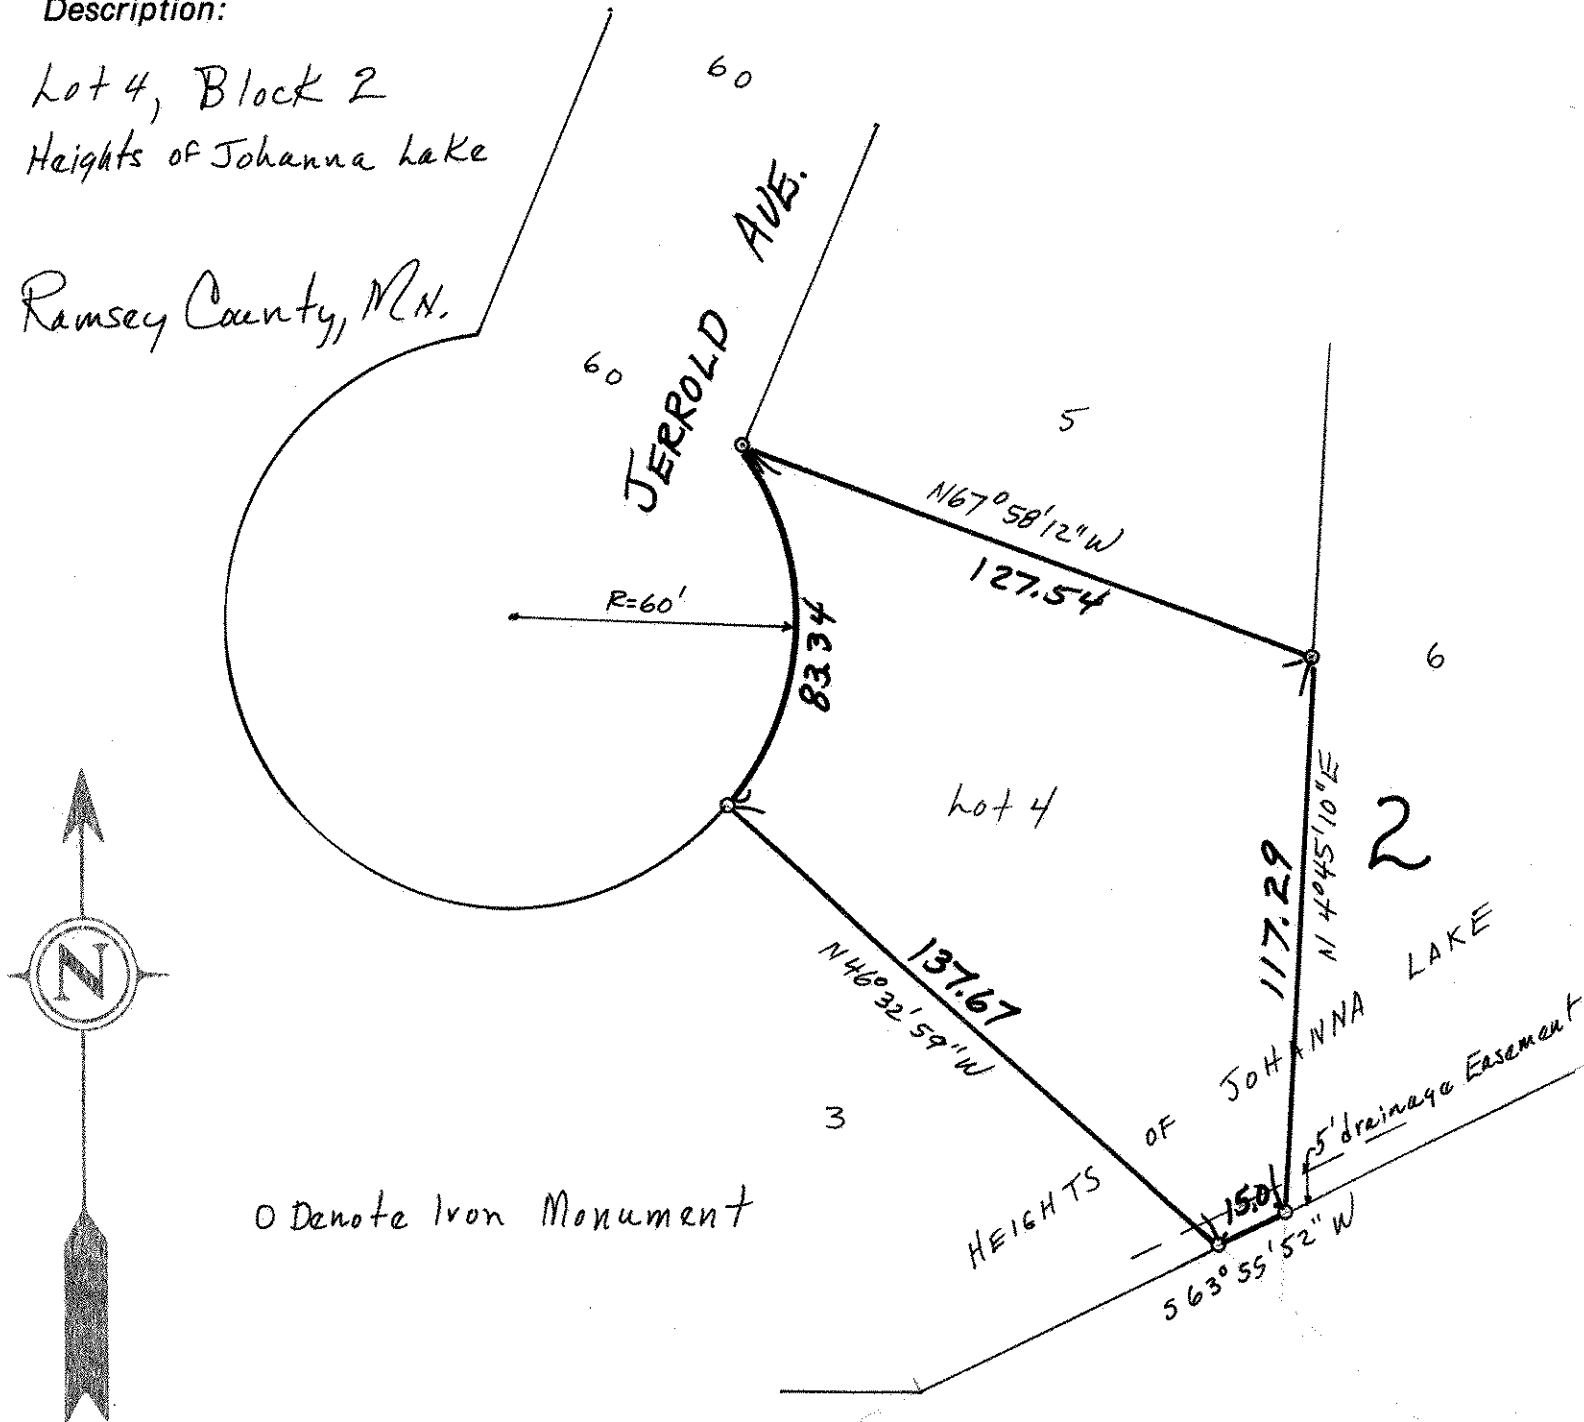 Description:
Lot 4, Block 2
Heights of Johanna Lake
Ramsey County, MN.
60
60
JERROLD AVE.
5
N67°58'12"W
127.54
R=60'
83.34
6
Lot 4
N 4°45'10"E
117.29
2
N
137.67
N46°32'59"W
3
HEIGHTS OF JOHANNA LAKE
5' drainage Easement
15.0
S63°55'52"W
O Denote Iron Monument